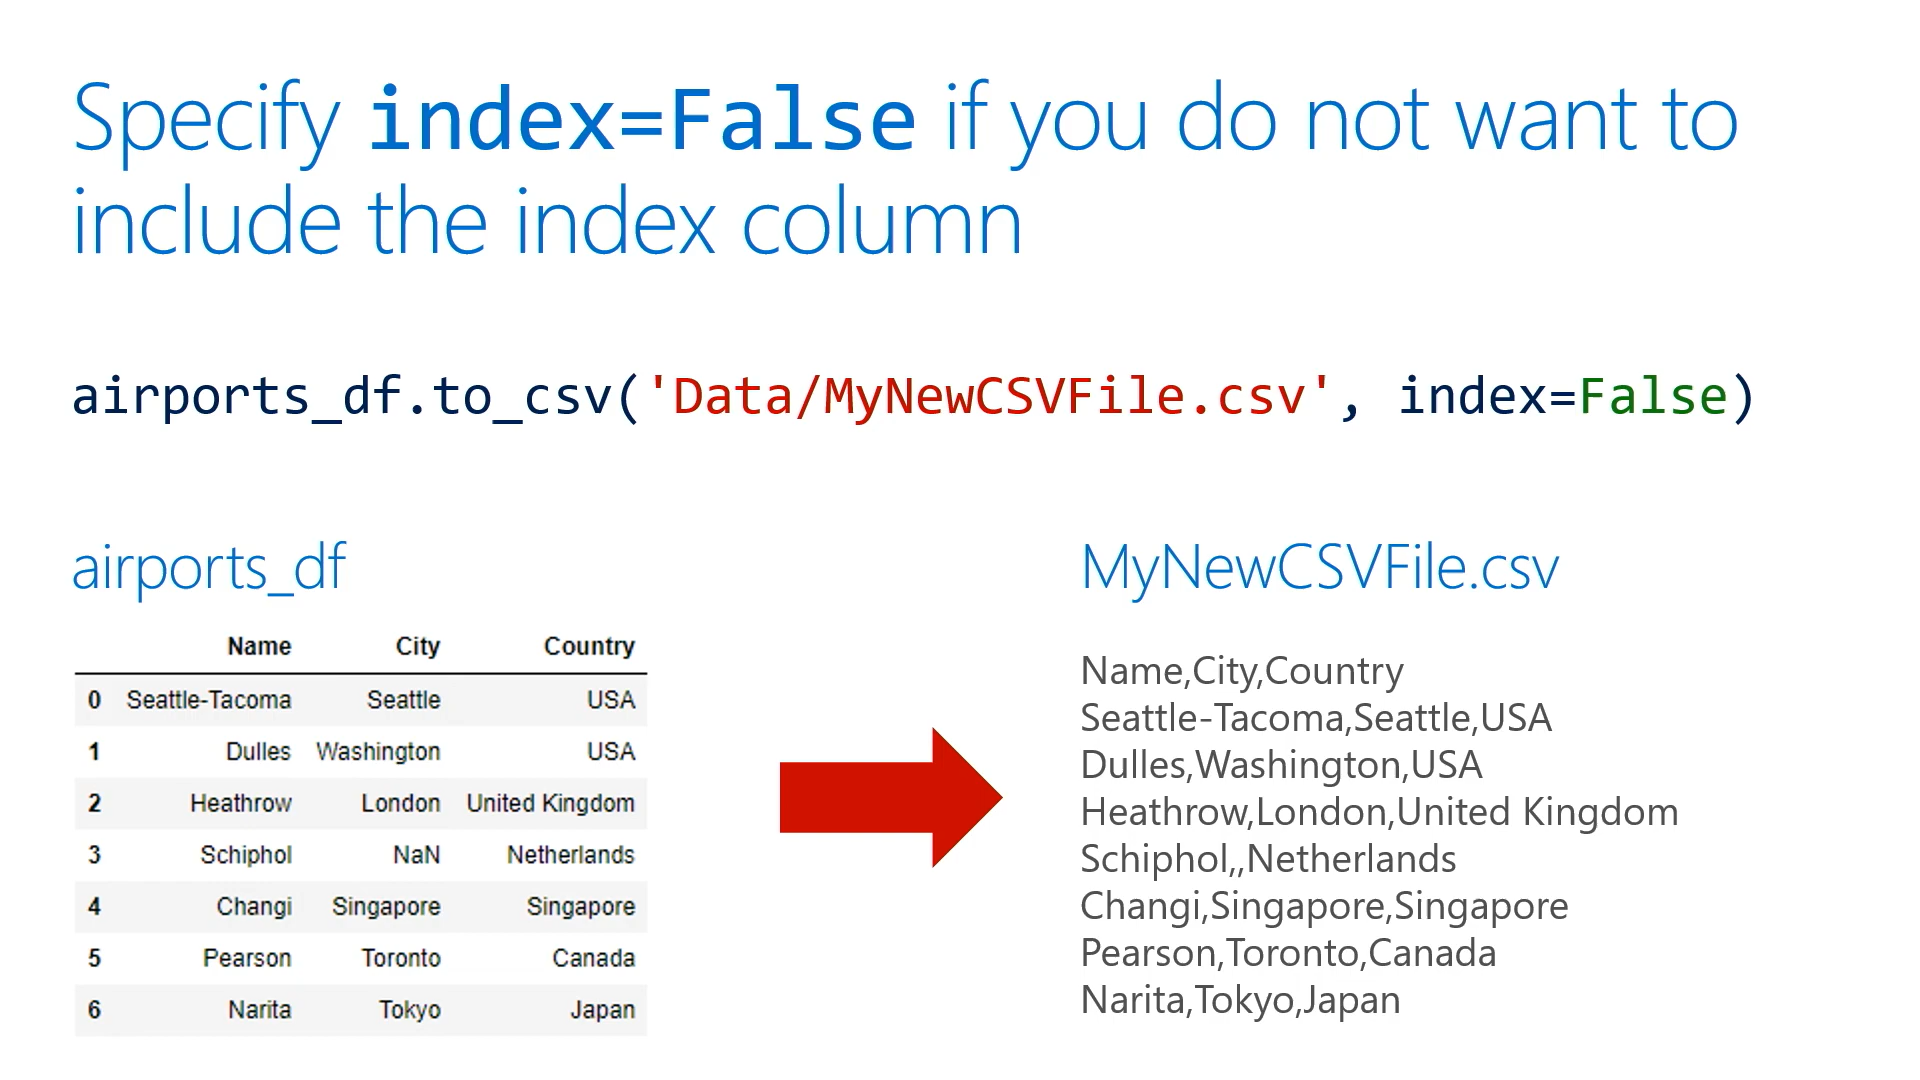 Specify index=False if you do not want to
include the index column
airports_df.to_csv('Data/MyNewCSVFile.csv', index=False)
airports_df
Name City Country
0 Seattle-Tacoma Seattle USA
1 Dulles Washington USA
2 Heathrow London United Kingdom
3 Schiphol NaN Netherlands
4 Changi Singapore Singapore
5 Pearson Toronto Canada
6 Narita Tokyo Japan
MyNewCSVFile.csv
Name,City,Country
Seattle-Tacoma,Seattle,USA
Dulles,Washington,USA
Heathrow,London,United Kingdom
Schiphol,,Netherlands
Changi,Singapore,Singapore
Pearson,Toronto,Canada
Narita,Tokyo,Japan